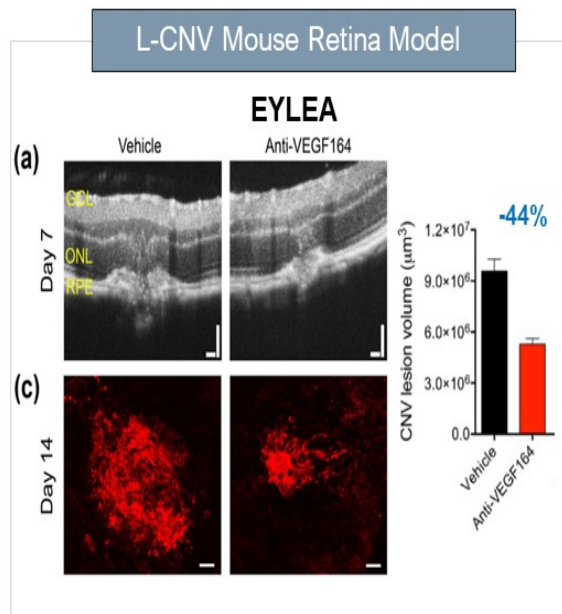 L-CNV Mouse Retina Model
EYLEA
Vehicle
Anti-VEGF164
(a)
Day 7
GCL
ONL
RPE
(c)
Day 14
-44%
CNV lesion volume (μm³)
1.2×10⁷
9.0×10⁶
6.0×10⁶
3.0×10⁶
0.0
Vehicle
Anti-VEGF164